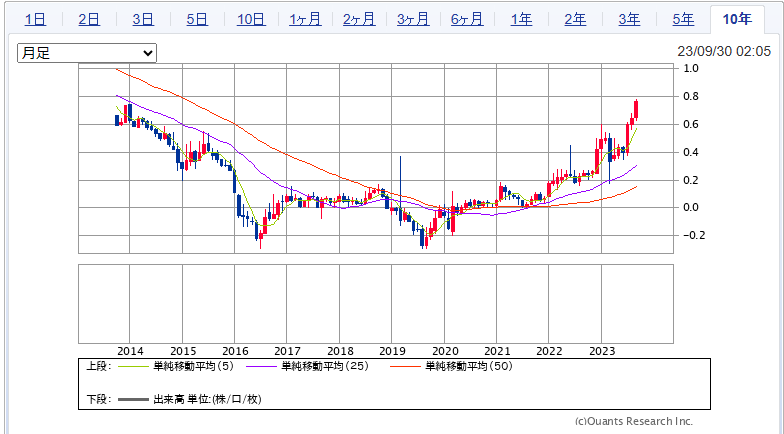 1日 2日 3日 5日 10日 1ヶ月 2ヶ月 3ヶ月 6ヶ月 1年 2年 3年 5年 10年
月足 23/09/30 02:05
1.0
0.8
0.6
0.4
0.2
0.0
-0.2
2014 2015 2016 2017 2018 2019 2020 2021 2022 2023
上段: 単純移動平均(5) 単純移動平均(25) 単純移動平均(50)
下段: 出来高 単位:(株/口/枚)
(c)Quants Research Inc.